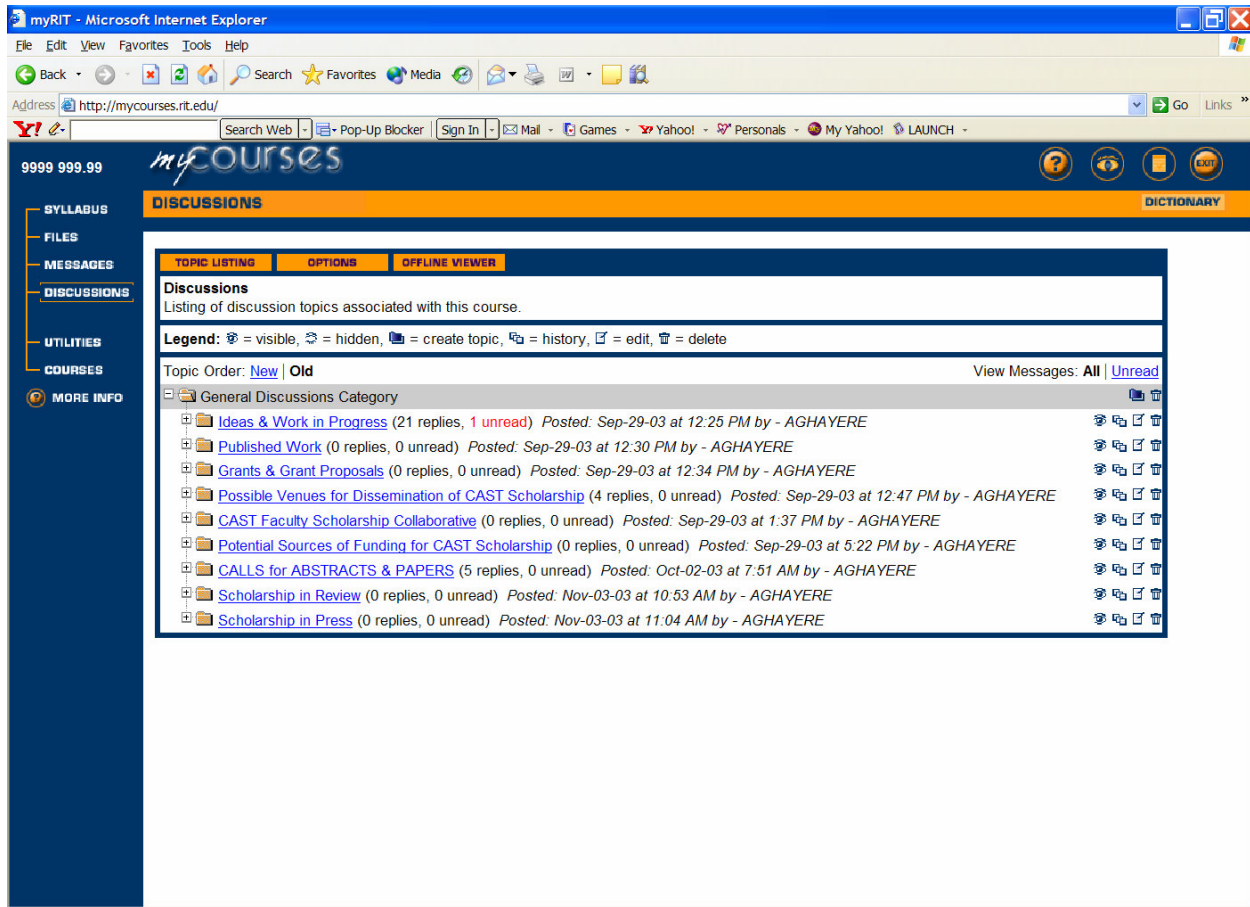 myRIT - Microsoft Internet Explorer
File Edit View Favorites Tools Help
Back Search Favorites Media
Address http://mycourses.rit.edu/ Go Links »
Y! Search Web Pop-Up Blocker Sign In Mail Games Yahoo! Personals My Yahoo! LAUNCH
9999 999.99 myCourses ? EXIT
DISCUSSIONS DICTIONARY
SYLLABUS
FILES
MESSAGES
DISCUSSIONS
UTILITIES
COURSES
? MORE INFO
TOPIC LISTING OPTIONS OFFLINE VIEWER
Discussions
Listing of discussion topics associated with this course.
Legend: = visible, = hidden, = create topic, = history, = edit, = delete
Topic Order: New | Old View Messages: All | Unread
General Discussions Category
Ideas & Work in Progress (21 replies, 1 unread) Posted: Sep-29-03 at 12:25 PM by - AGHAYERE
Published Work (0 replies, 0 unread) Posted: Sep-29-03 at 12:30 PM by - AGHAYERE
Grants & Grant Proposals (0 replies, 0 unread) Posted: Sep-29-03 at 12:34 PM by - AGHAYERE
Possible Venues for Dissemination of CAST Scholarship (4 replies, 0 unread) Posted: Sep-29-03 at 12:47 PM by - AGHAYERE
CAST Faculty Scholarship Collaborative (0 replies, 0 unread) Posted: Sep-29-03 at 1:37 PM by - AGHAYERE
Potential Sources of Funding for CAST Scholarship (0 replies, 0 unread) Posted: Sep-29-03 at 5:22 PM by - AGHAYERE
CALLS for ABSTRACTS & PAPERS (5 replies, 0 unread) Posted: Oct-02-03 at 7:51 AM by - AGHAYERE
Scholarship in Review (0 replies, 0 unread) Posted: Nov-03-03 at 10:53 AM by - AGHAYERE
Scholarship in Press (0 replies, 0 unread) Posted: Nov-03-03 at 11:04 AM by - AGHAYERE